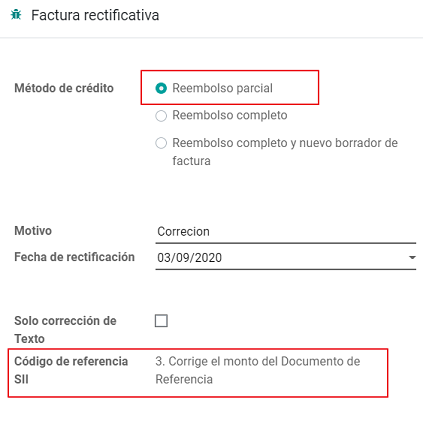 Factura rectificativa
Método de crédito
Reembolso parcial
Reembolso completo
Reembolso completo y nuevo borrador de
factura
Motivo
Correcion
Fecha de rectificación
03/09/2020
Solo corrección de
Texto
Código de referencia
SII
3. Corrige el monto del Documento de
Referencia